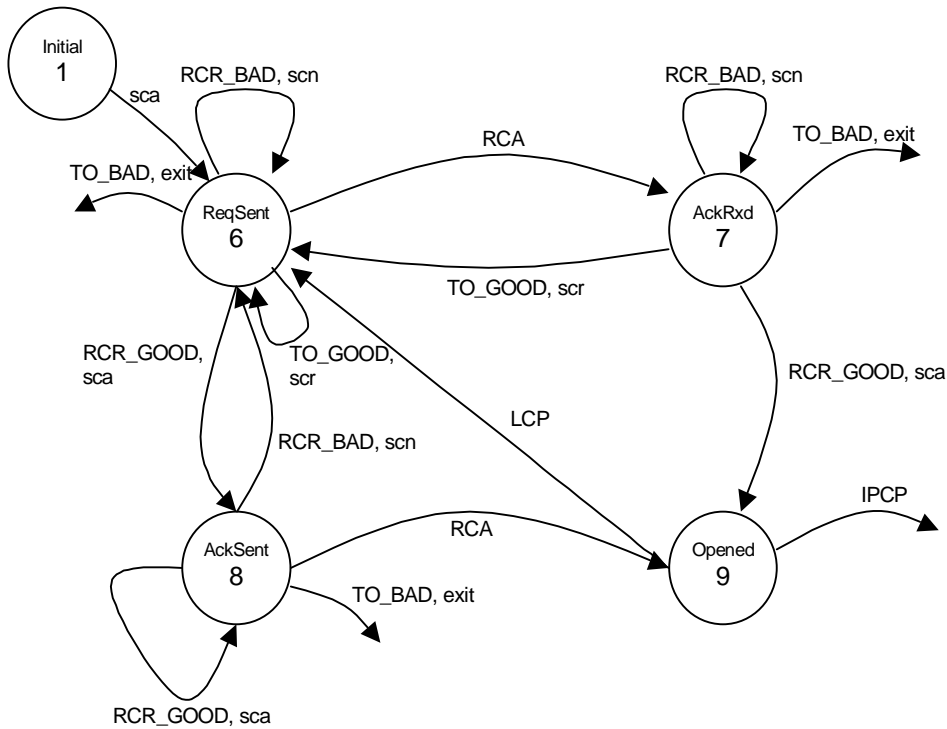 Initial
1
sca
RCR_BAD, scn
RCR_BAD, scn
RCA
TO_BAD, exit
TO_BAD, exit
ReqSent
6
AckRxd
7
TO_GOOD, scr
RCR_GOOD,
sca
TO_GOOD,
scr
RCR_GOOD, sca
LCP
RCR_BAD, scn
IPCP
RCA
AckSent
8
Opened
9
TO_BAD, exit
RCR_GOOD, sca